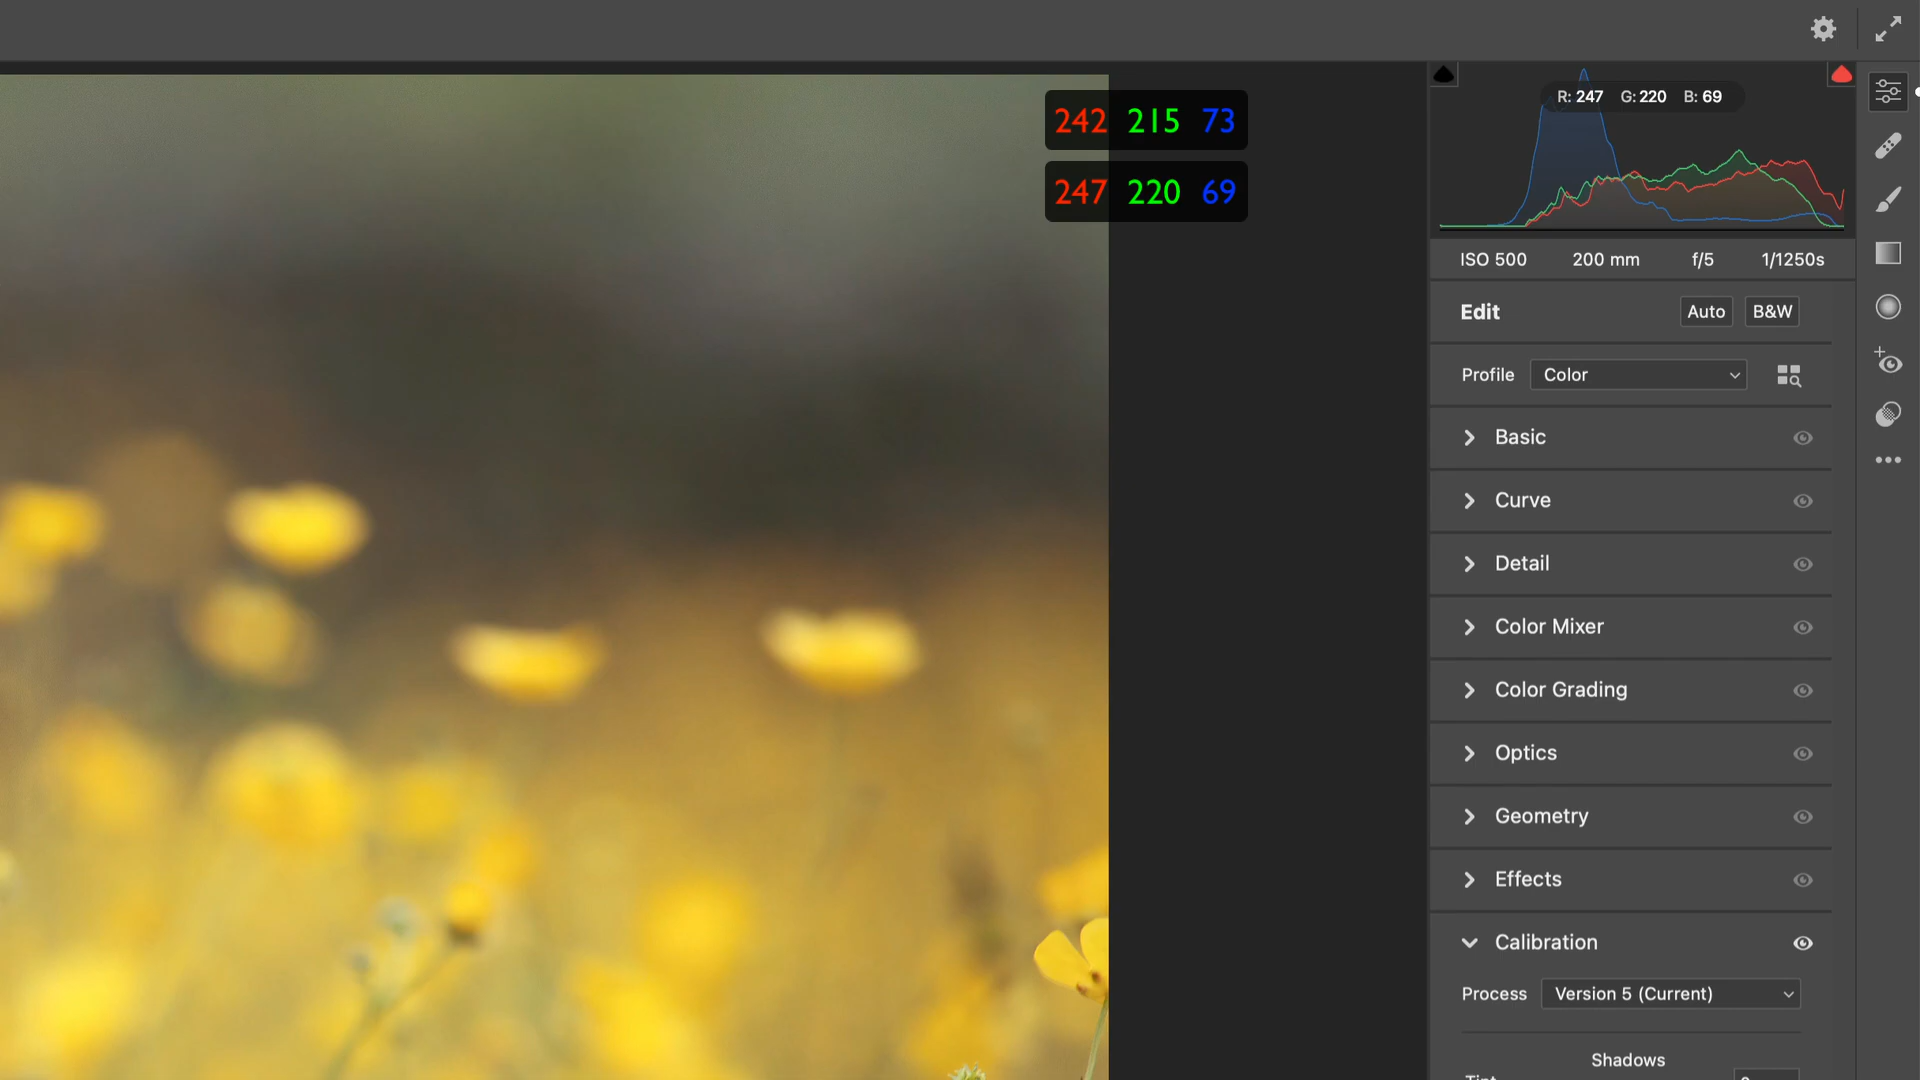 242 215 73
247 220 69
R: 247 G: 220 B: 69
ISO 500 200 mm f/5 1/1250s
Edit Auto B&W
Profile Color
Basic
Curve
Detail
Color Mixer
Color Grading
Optics
Geometry
Effects
Calibration
Process Version 5 (Current)
Shadows